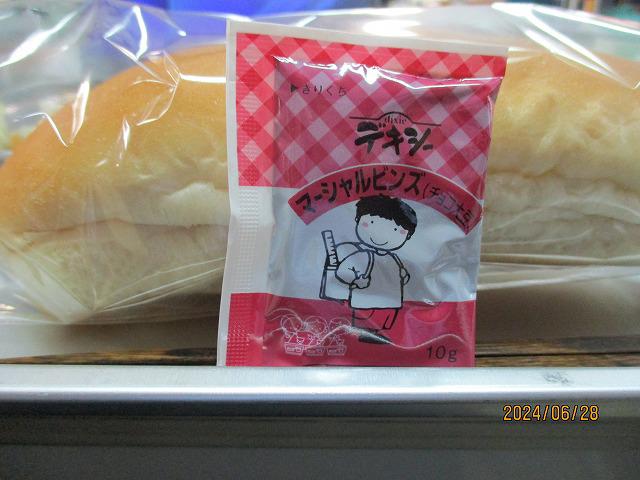 ▶きりくち
dixie
デキシー
マーシャルビンズ(チョコ大豆)
10g
2024/06/28